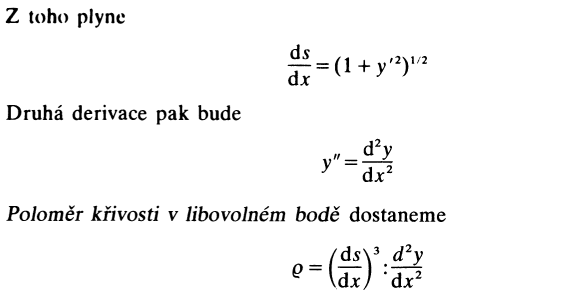 Z toho plyne
ds/dx = (1 + y′²)¹/²
Druhá derivace pak bude
y″ = d²y/dx²
Poloměr křivosti v libovolném bodě dostaneme
ϱ = (ds/dx)³ : d²y/dx²